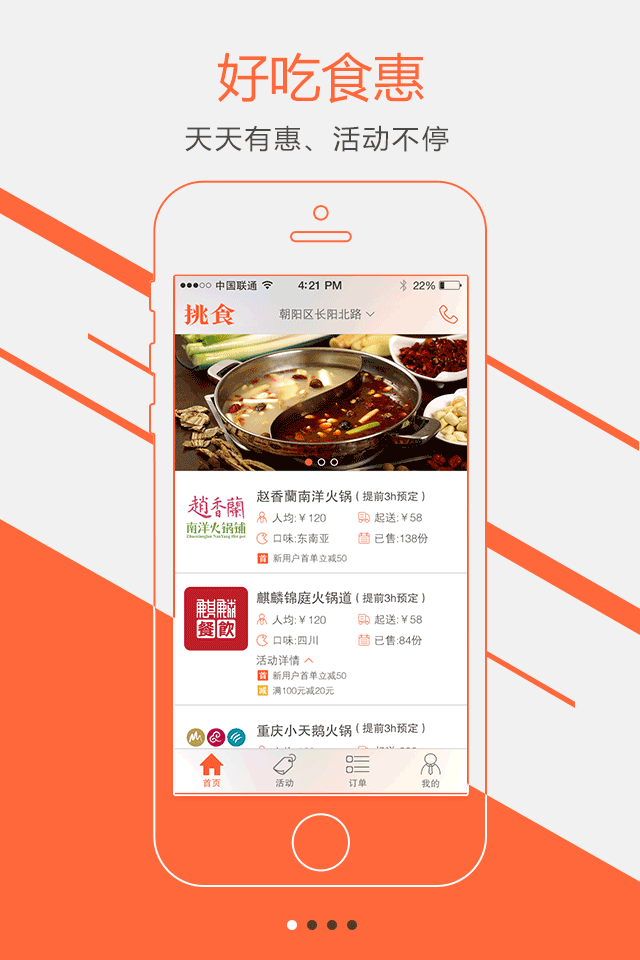 好吃食惠
天天有惠、活动不停
中国联通 4:21 PM 22%
挑食 朝阳区长阳北路
趙香蘭
南洋火锅铺
赵香蘭南洋火锅（提前3h预定）
人均:￥120 起送:￥58
口味:东南亚 已售:138份
首 新用户首单立减50
麒麟
餐飲
麒麟锦庭火锅道（提前3h预定）
人均:￥120 起送:￥58
口味:四川 已售:84份
活动详情
首 新用户首单立减50
减 满100元减20元
重庆小天鹅火锅（提前3h预定）
首页 活动 订单 我的